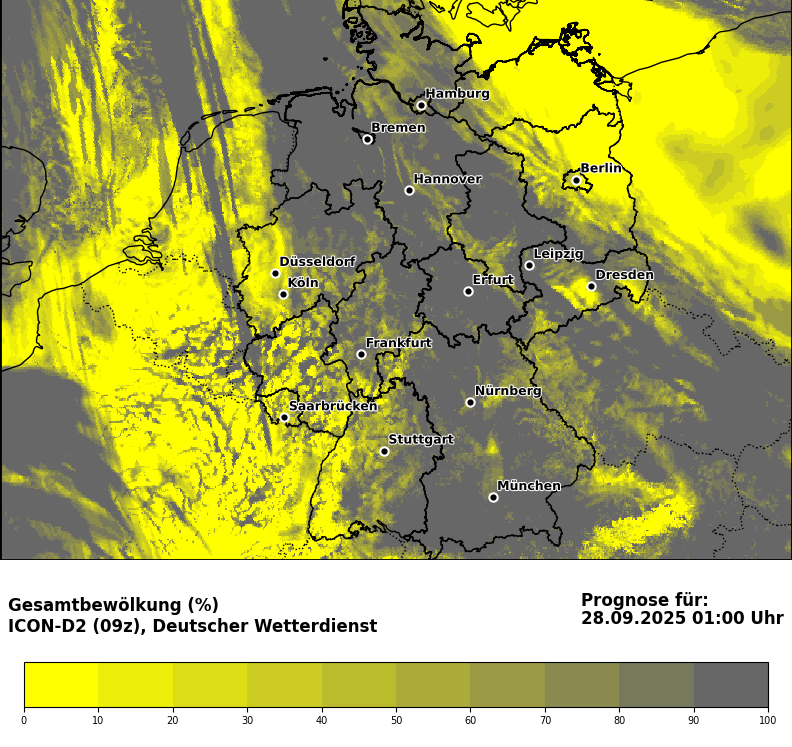 Hamburg
Bremen
Berlin
Hannover
Leipzig
Düsseldorf
Dresden
Köln
Erfurt
Frankfurt
Nürnberg
Saarbrücken
Stuttgart
München
Gesamtbewölkung (%)
ICON-D2 (09z), Deutscher Wetterdienst
Prognose für:
28.09.2025 01:00 Uhr
0 10 20 30 40 50 60 70 80 90 100